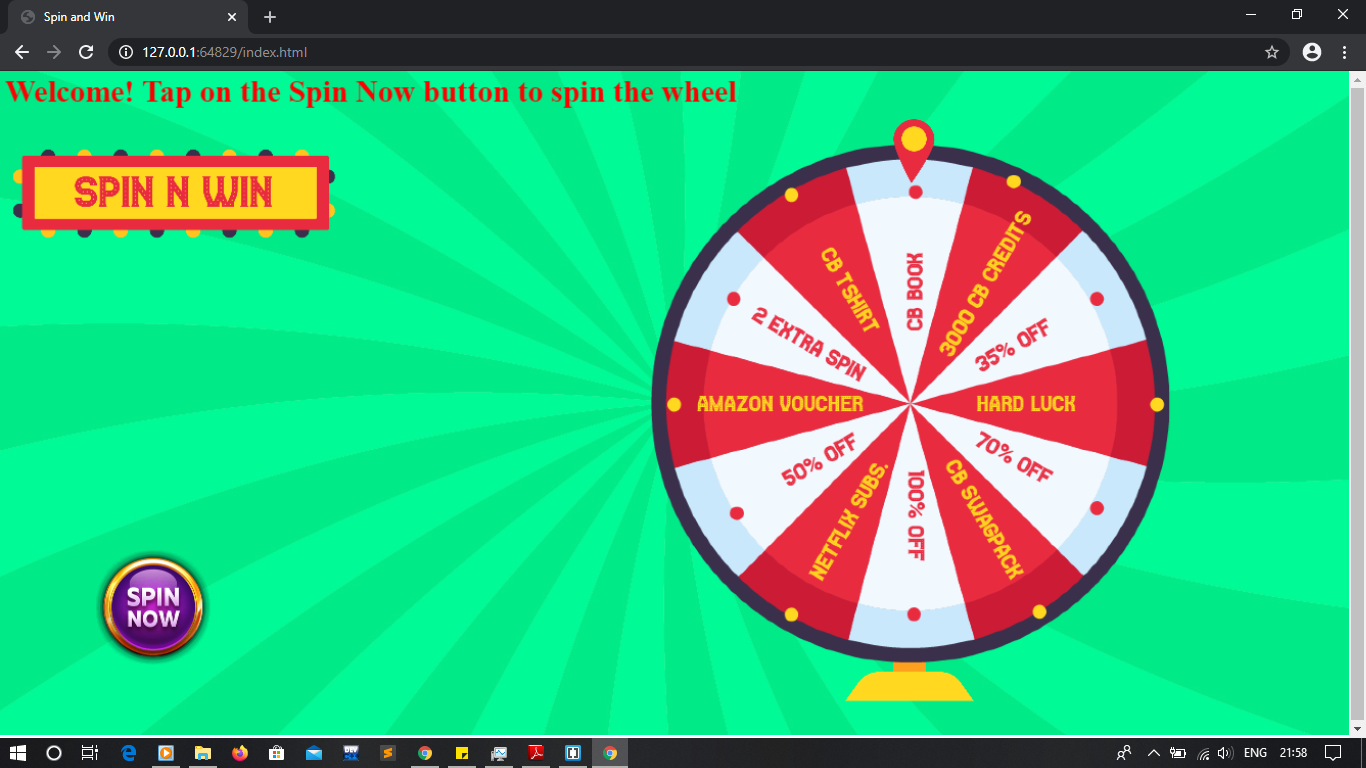 Spin and Win
127.0.0.1:64829/index.html
Welcome! Tap on the Spin Now button to spin the wheel
SPIN N WIN
CB BOOK
3000 CB CREDITS
35% OFF
HARD LUCK
70% OFF
CB SWAGPACK
100% OFF
NETFLIX SUBS.
50% OFF
AMAZON VOUCHER
2 EXTRA SPIN
CB TSHIRT
SPIN
NOW
ENG 21:58